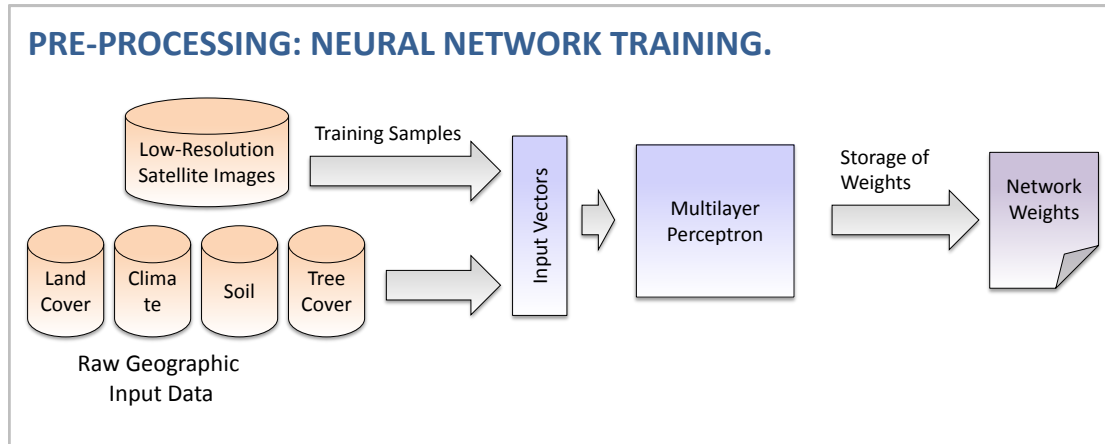 PRE-PROCESSING: NEURAL NETWORK TRAINING.
Low-Resolution
Satellite Images
Training Samples
Land
Cover
Clima
te
Soil
Tree
Cover
Raw Geographic
Input Data
Input Vectors
Multilayer
Perceptron
Storage of
Weights
Network
Weights